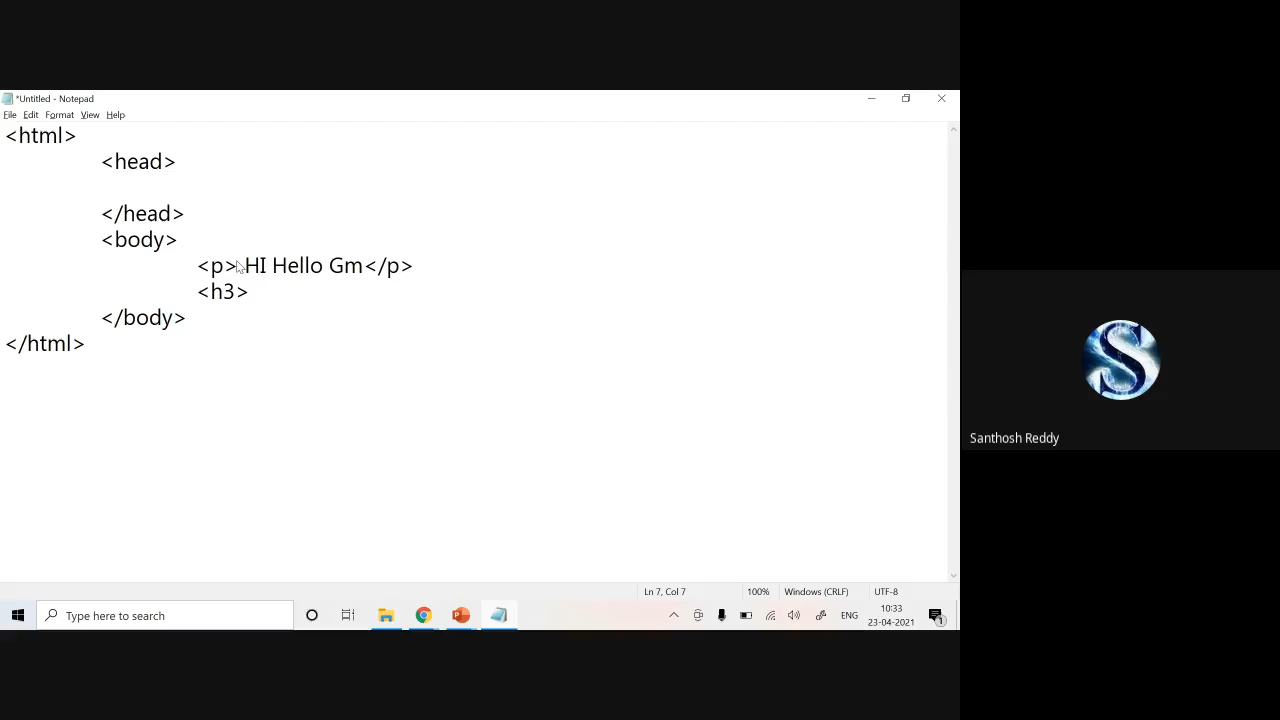 *Untitled - Notepad
File Edit Format View Help
<html>
<head>
</head>
<body>
<p>HI Hello Gm</p>
<h3>
</body>
</html>
Santhosh Reddy
Ln 7, Col 7 100% Windows (CRLF) UTF-8
Type here to search
ENG
10:33
23-04-2021
1